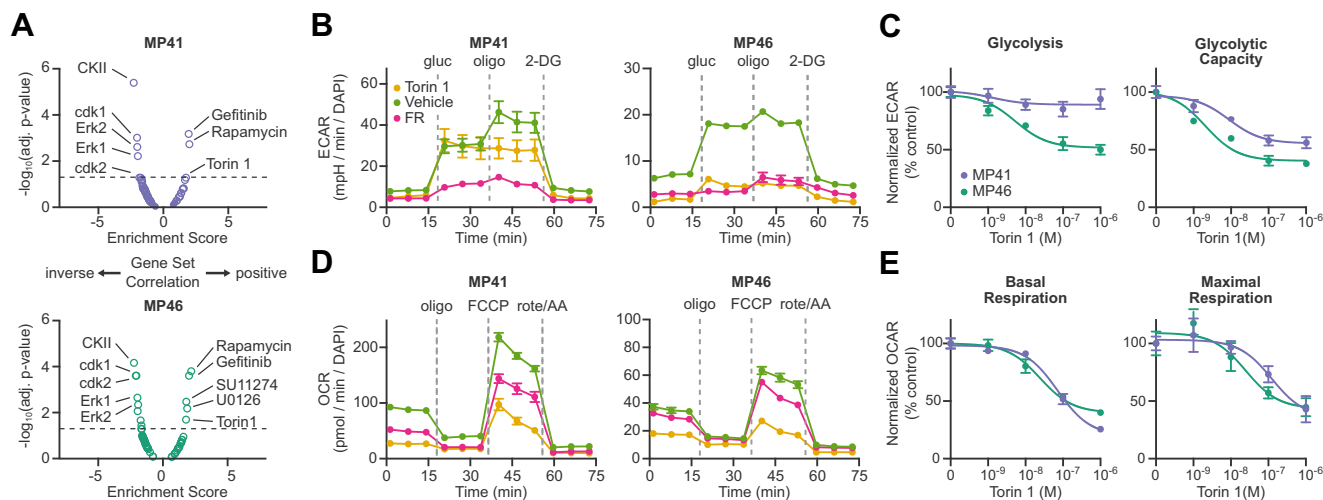 A
MP41
CKII
cdk1
Erk2
Erk1
cdk2
Gefitinib
Rapamycin
Torin 1
-log₁₀(adj. p-value)
6
4
2
0
-5
0
5
Enrichment Score
inverse
Gene Set
Correlation
positive
MP46
CKII
cdk1
cdk2
Erk1
Erk2
Rapamycin
Gefitinib
SU11274
U0126
Torin1
-log₁₀(adj. p-value)
6
4
2
0
-5
0
5
Enrichment Score
B
MP41
gluc
oligo
2-DG
Torin 1
Vehicle
FR
ECAR
(mpH / min / DAPI)
60
40
20
0
0
15
30
45
60
75
Time (min)
MP46
gluc
oligo
2-DG
30
20
10
0
0
15
30
45
60
75
Time (min)
C
Glycolysis
Normalized ECAR
(% control)
100
50
0
MP41
MP46
0
10⁻⁹
10⁻⁸
10⁻⁷
10⁻⁶
Torin 1 (M)
Glycolytic
Capacity
100
50
0
0
10⁻⁹
10⁻⁸
10⁻⁷
10⁻⁶
Torin 1(M)
D
MP41
oligo
FCCP
rote/AA
OCR
(pmol / min / DAPI)
250
200
150
100
50
0
0
15
30
45
60
75
Time (min)
MP46
oligo
FCCP
rote/AA
100
80
60
40
20
0
0
15
30
45
60
75
Time (min)
E
Basal
Respiration
Normalized OCAR
(% control)
100
50
0
0
10⁻⁹
10⁻⁸
10⁻⁷
10⁻⁶
Torin 1 (M)
Maximal
Respiration
100
50
0
0
10⁻⁹
10⁻⁸
10⁻⁷
10⁻⁶
Torin 1 (M)